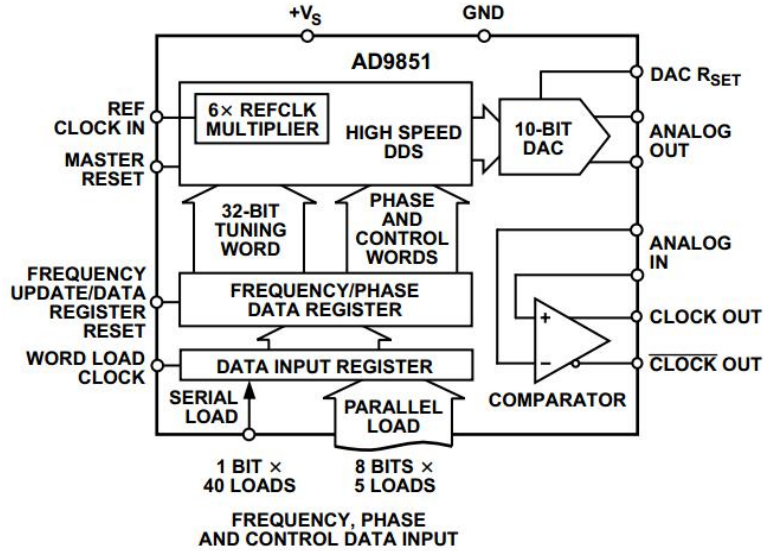 +VS
GND
AD9851
REF
CLOCK IN
MASTER
RESET
6× REFCLK
MULTIPLIER
HIGH SPEED
DDS
10-BIT
DAC
DAC RSET
ANALOG
OUT
32-BIT
TUNING
WORD
PHASE
AND
CONTROL
WORDS
ANALOG
IN
FREQUENCY
UPDATE/DATA
REGISTER
RESET
FREQUENCY/PHASE
DATA REGISTER
+
CLOCK OUT
WORD LOAD
CLOCK
DATA INPUT REGISTER
–
CLOCK OUT
SERIAL
LOAD
PARALLEL
LOAD
COMPARATOR
1 BIT ×
40 LOADS
8 BITS ×
5 LOADS
FREQUENCY, PHASE
AND CONTROL DATA INPUT